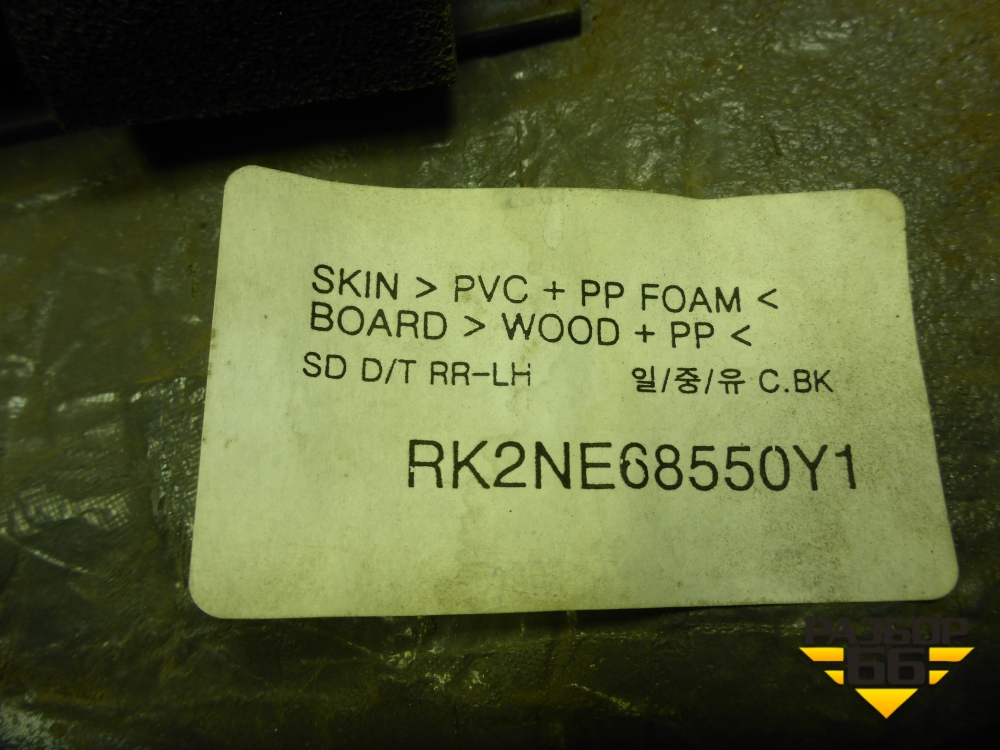 SKIN > PVC + PP FOAM <
BOARD > WOOD + PP <
SD D/T RR-LH 일/중/유 C.BK
RK2NE68550Y1
РАЗБОР
66